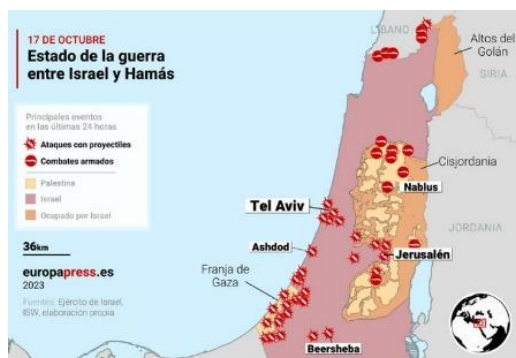 17 DE OCTUBRE
Estado de la guerra
entre Israel y Hamás
Principales eventos
en las últimas 24 horas
Ataques con proyectiles
Combates armados
Palestina
Israel
Ocupado por Israel
36km
europapress.es
2023
Fuentes: Ejercito de Israel,
ISW, elaboración propia
LÍBANO
Altos del
Golán
SIRIA
Cisjordania
Nablus
Tel Aviv
JORDANIA
Ashdod
Jerusalén
Franja de
Gaza
Beersheba